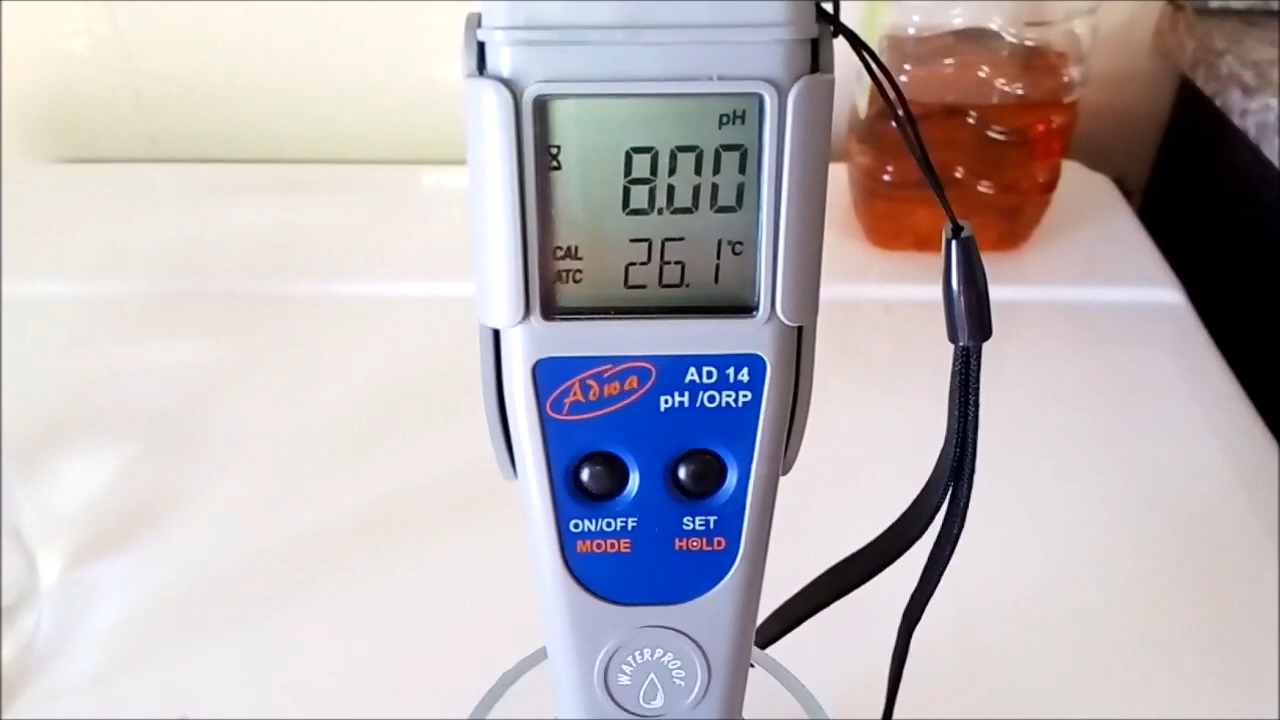 pH
8.00
CAL
ATC
26.1 °C
Adwa
AD 14
pH /ORP
ON/OFF
MODE
SET
HOLD
WATERPROOF